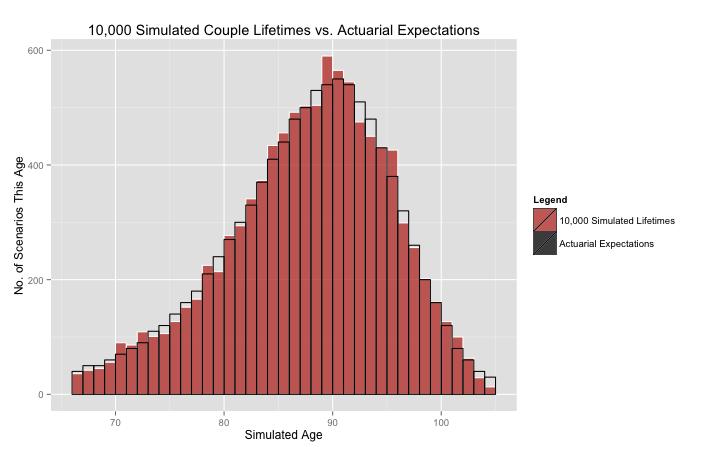 10,000 Simulated Couple Lifetimes vs. Actuarial Expectations
No. of Scenarios This Age
600
400
200
0
70
80
90
100
Simulated Age
Legend
10,000 Simulated Lifetimes
Actuarial Expectations